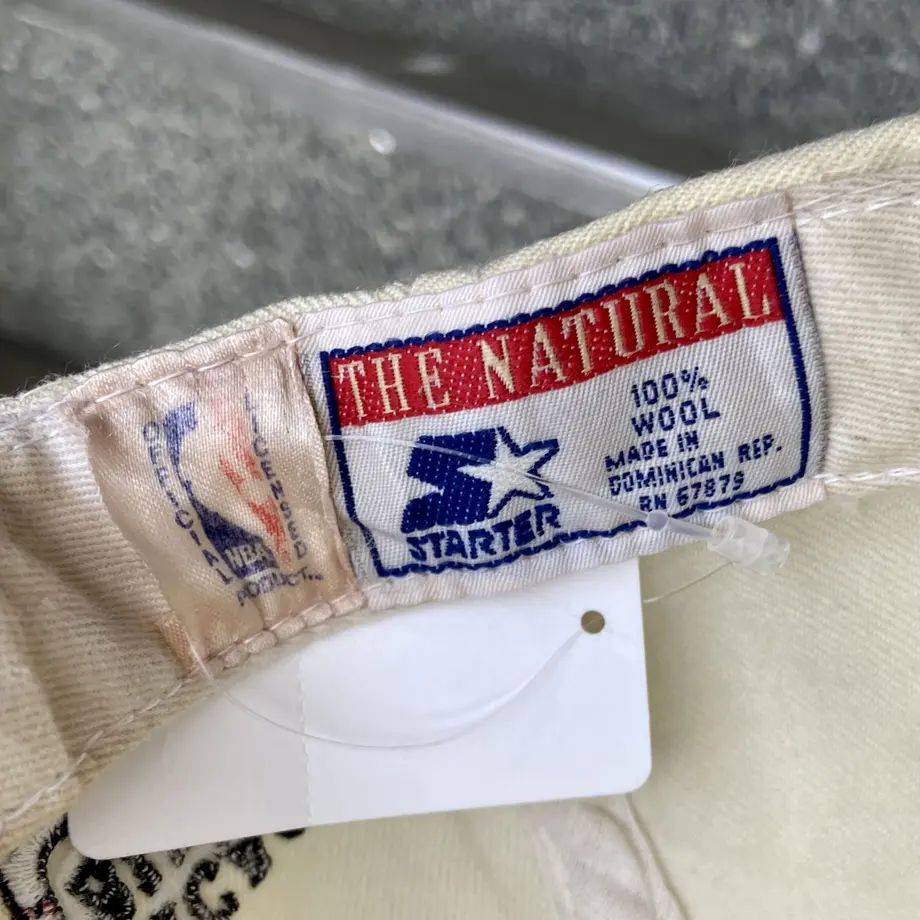 OFFICIAL
LICENSED
NBA
PRODUCT
THE NATURAL
STARTER
100%
WOOL
MADE IN
DOMINICAN REP.
RN 67879